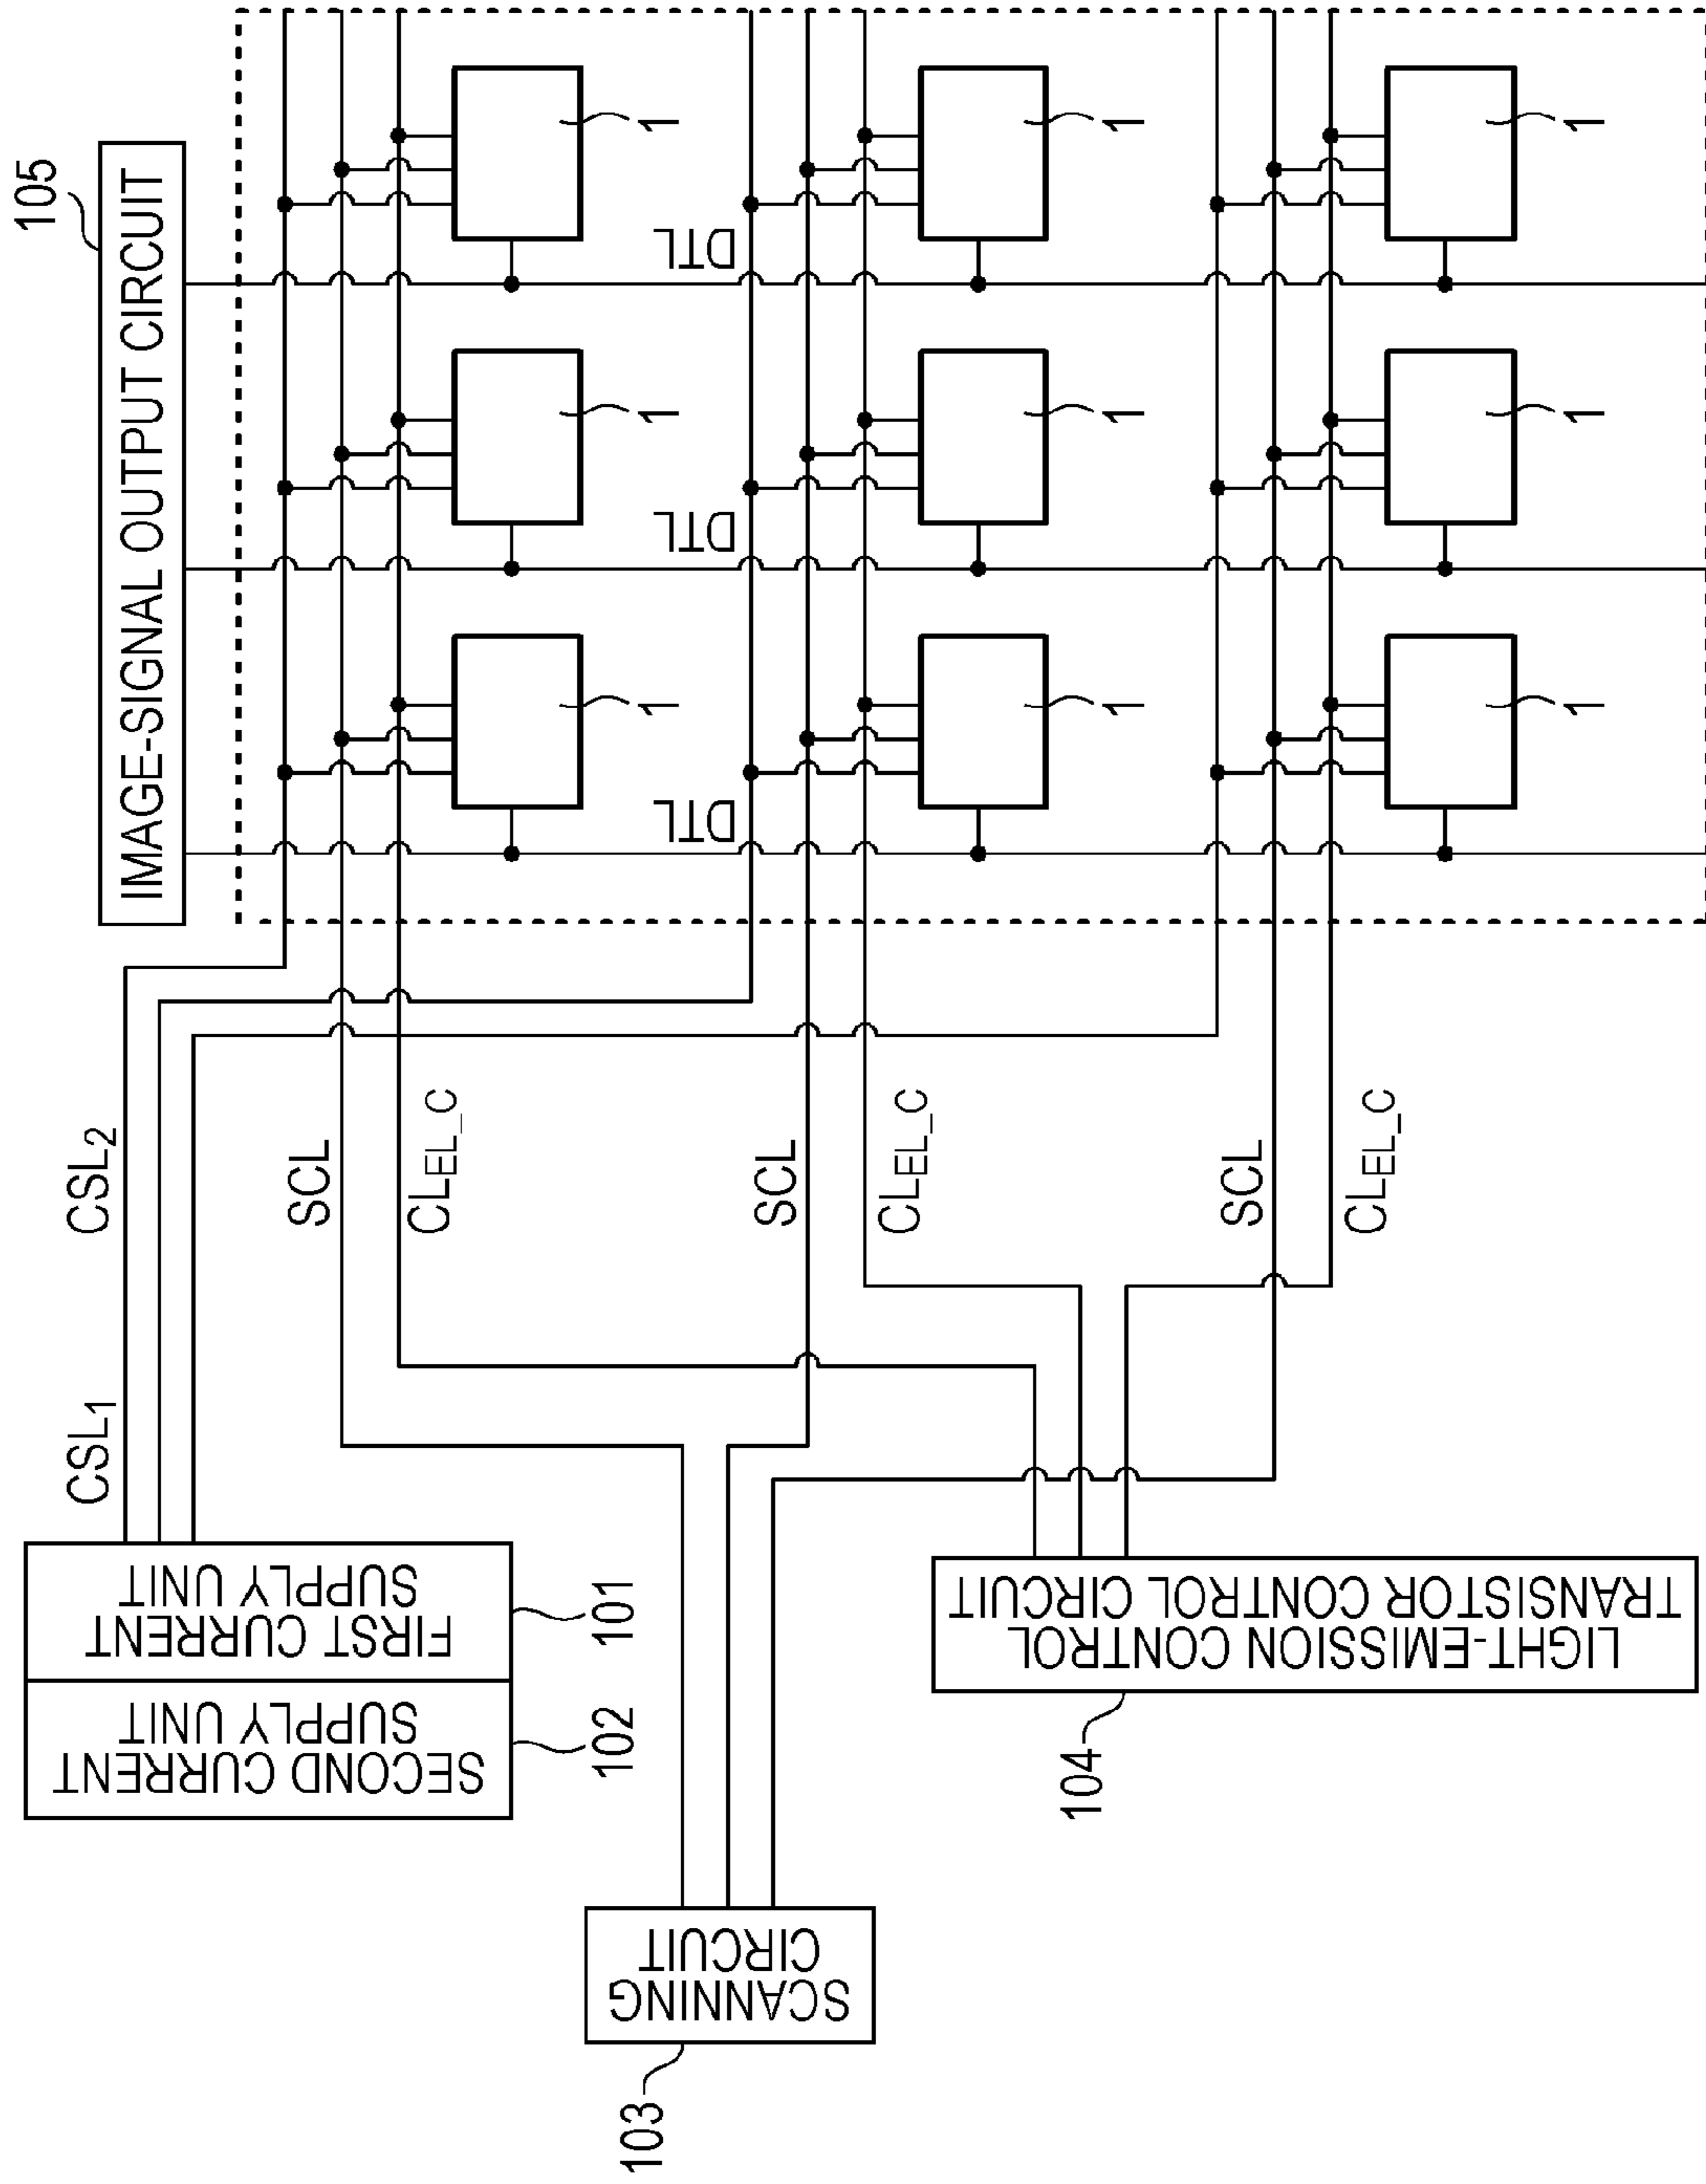 105
IMAGE-SIGNAL OUTPUT CIRCUIT
CSL1
CSL2
FIRST CURRENT
SUPPLY UNIT
101
SECOND CURRENT
SUPPLY UNIT
102
SCANNING
CIRCUIT
103
LIGHT-EMISSION CONTROL
TRANSISTOR CONTROL CIRCUIT
104
SCL
CLEL_C
SCL
CLEL_C
SCL
CLEL_C
1
1
1
DTL
DTL
DTL
1
1
1
1
1
1